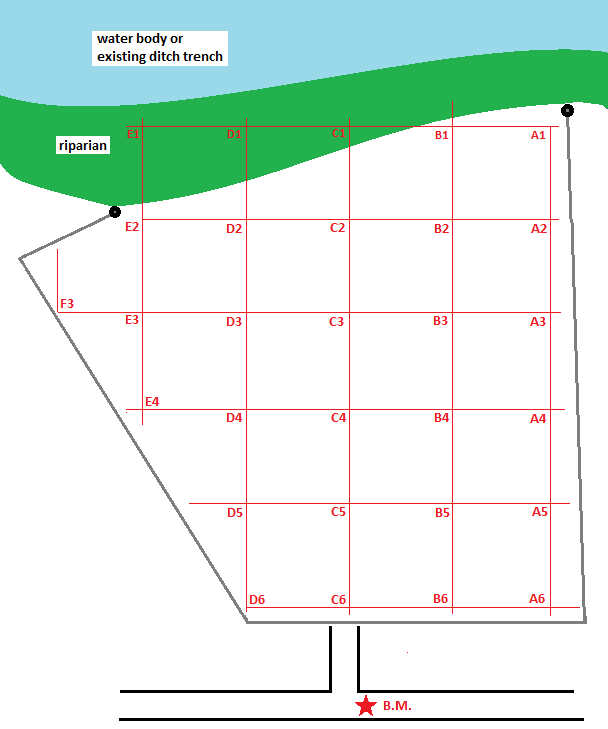 water body or
existing ditch trench
E1 D1 C1 B1 A1
riparian
E2 D2 C2 B2 A2
F3
E3 D3 C3 B3 A3
E4
D4 C4 B4 A4
D5 C5 B5 A5
D6 C6 B6 A6
B.M.